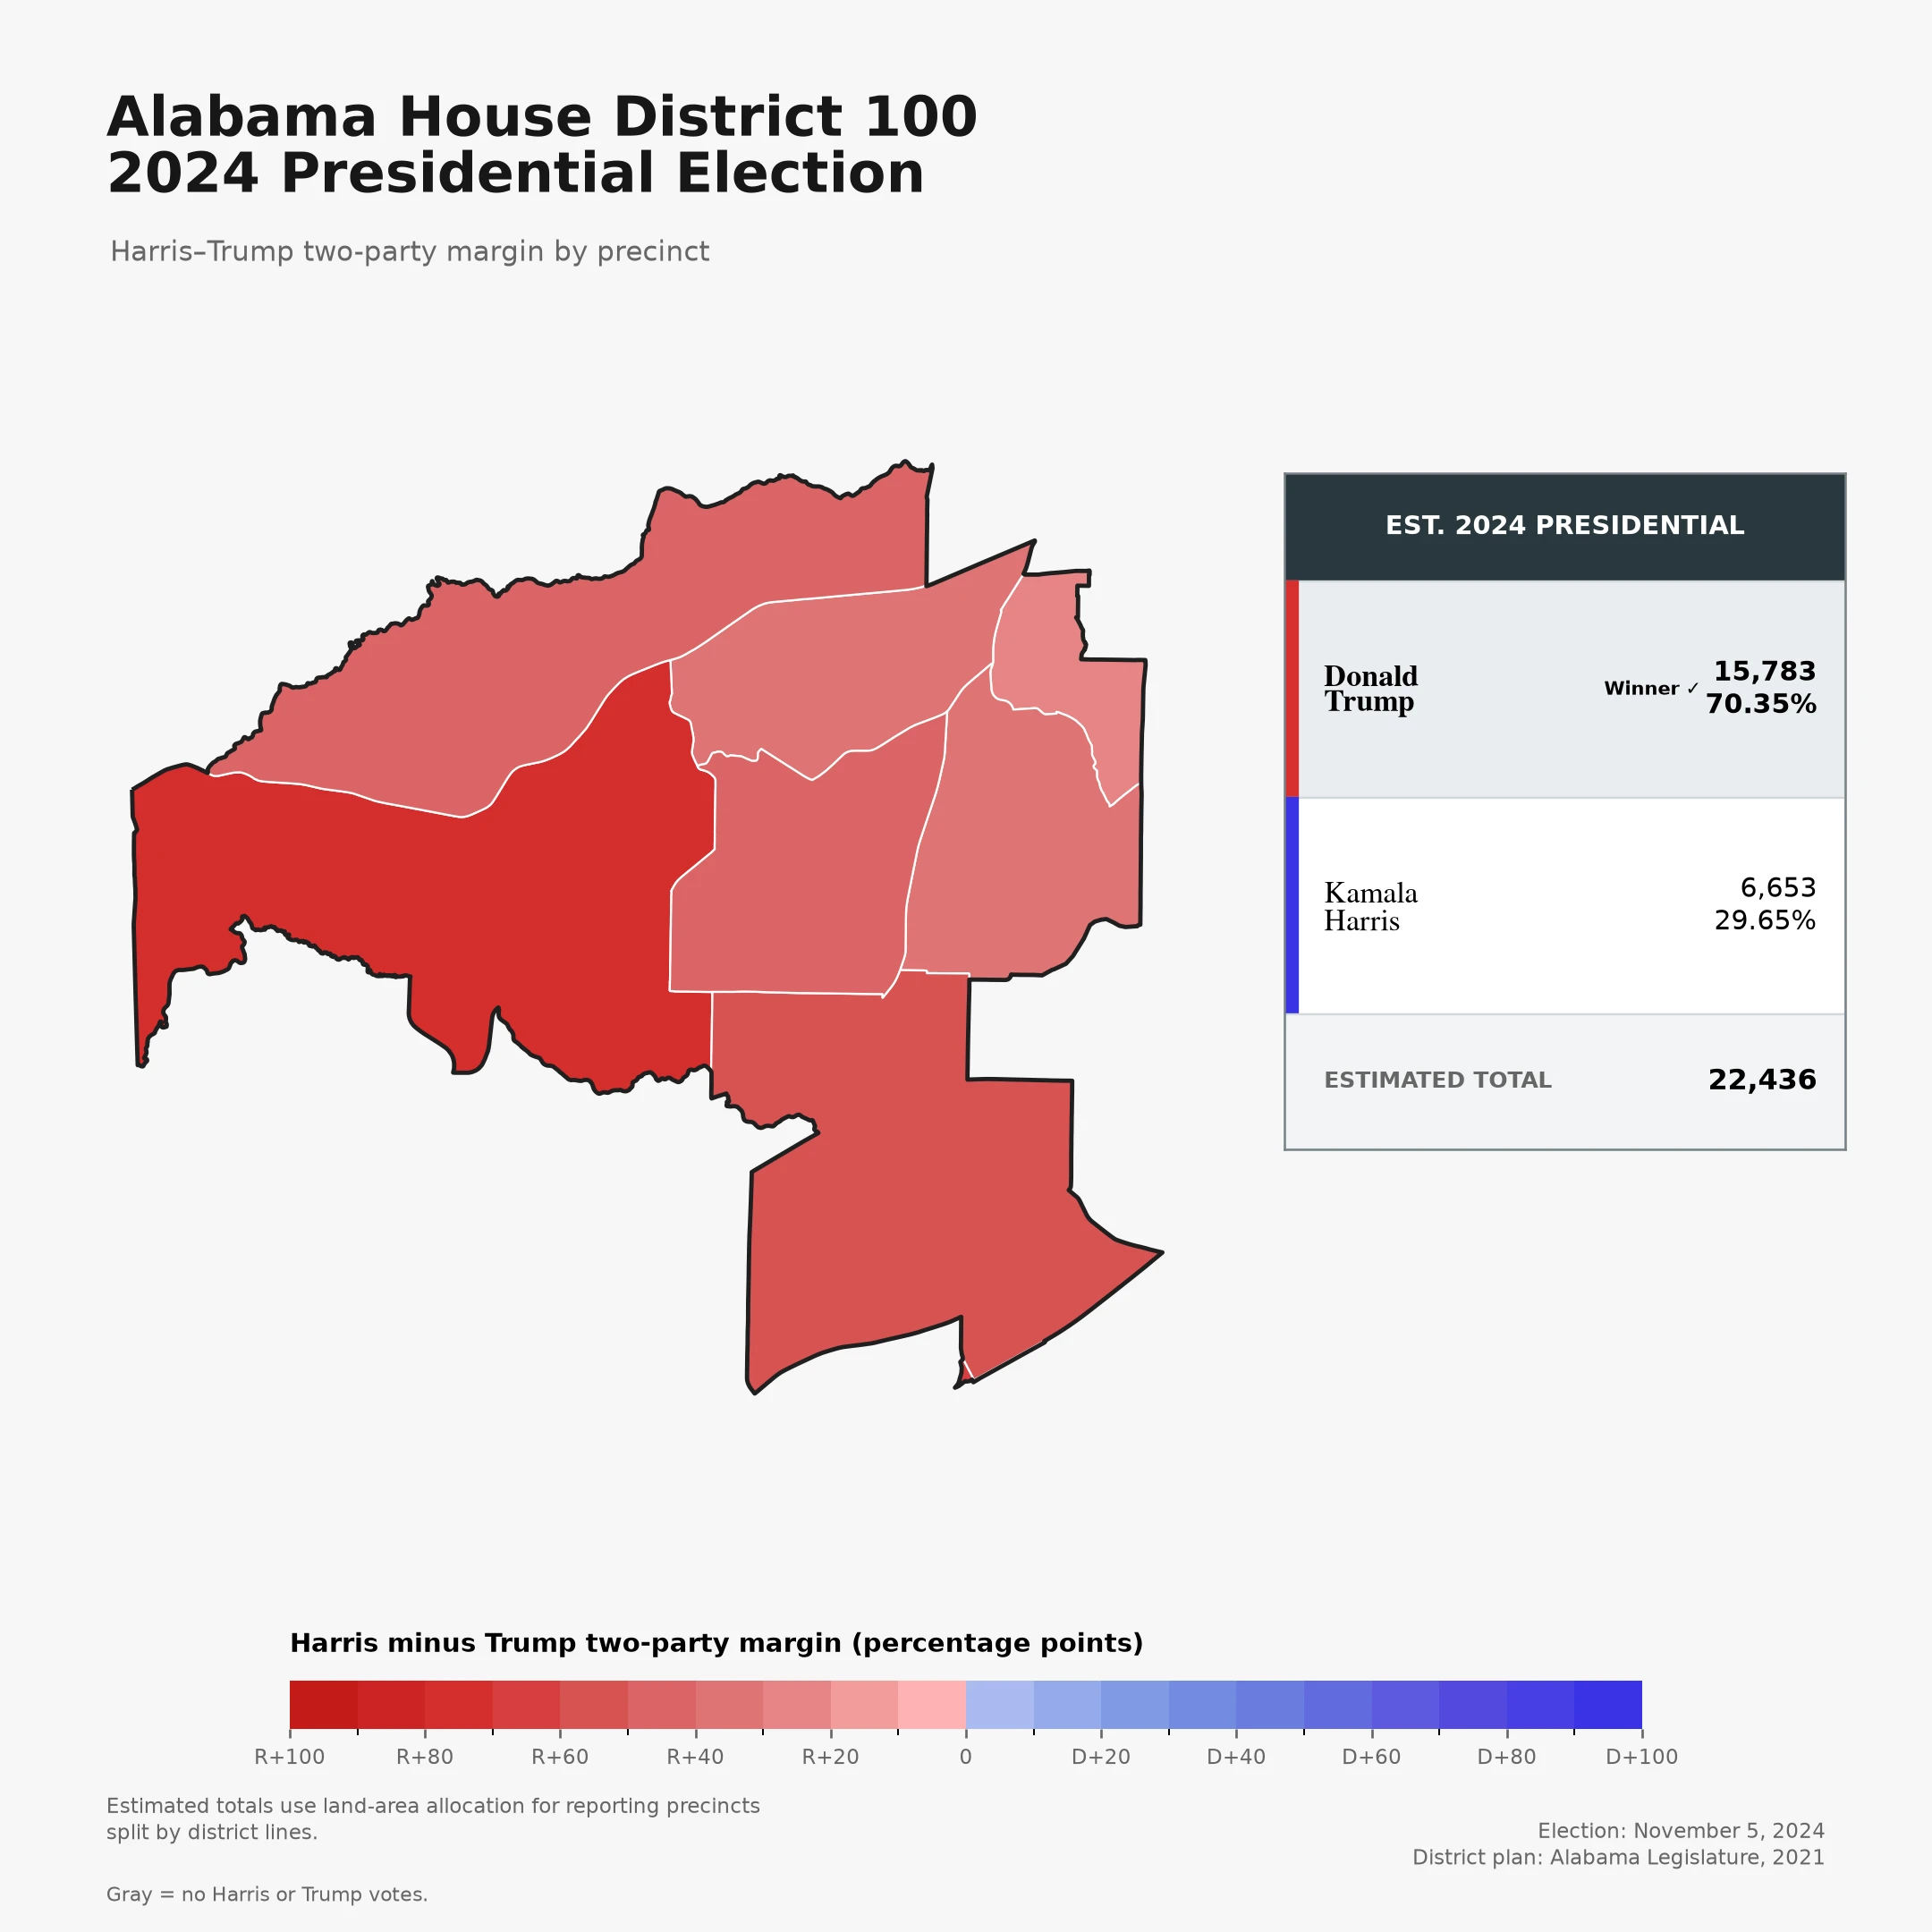 Alabama House District 100
2024 Presidential Election
Harris–Trump two-party margin by precinct
EST. 2024 PRESIDENTIAL
Donald
Trump
Winner ✓
15,783
70.35%
Kamala
Harris
6,653
29.65%
ESTIMATED TOTAL
22,436
Harris minus Trump two-party margin (percentage points)
R+100 R+80 R+60 R+40 R+20 0 D+20 D+40 D+60 D+80 D+100
Estimated totals use land-area allocation for reporting precincts
split by district lines.
Gray = no Harris or Trump votes.
Election: November 5, 2024
District plan: Alabama Legislature, 2021